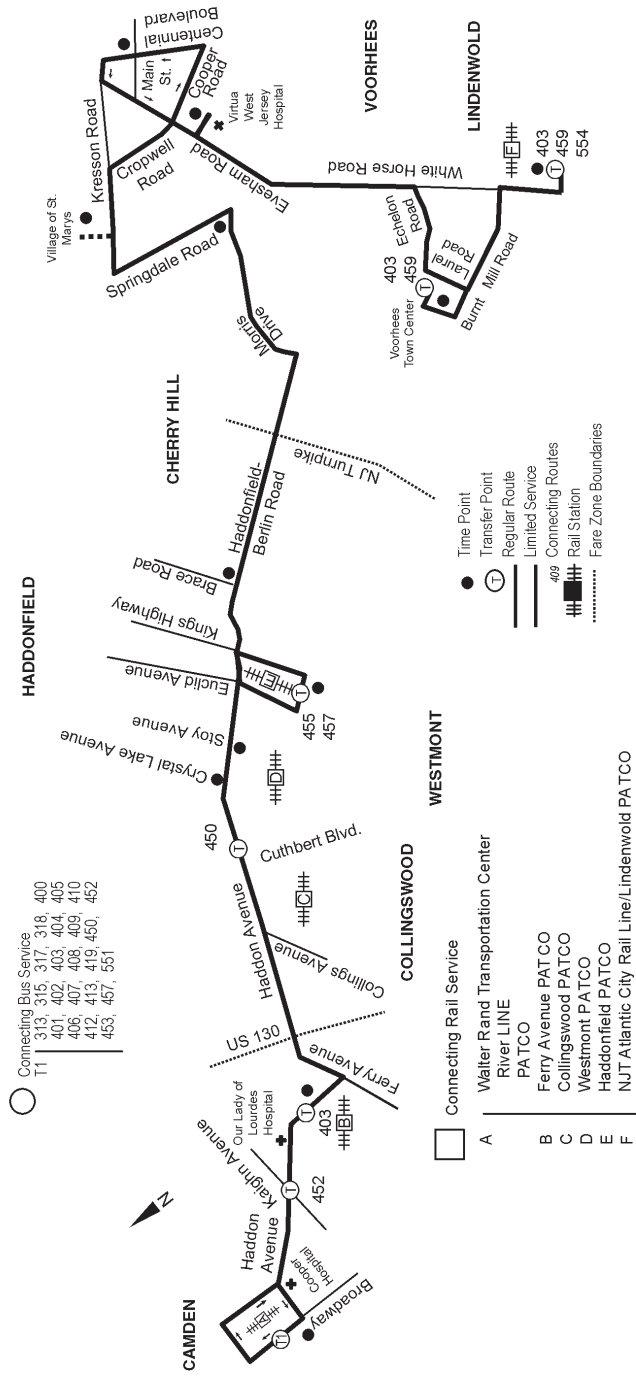 CAMDEN
HADDONFIELD
CHERRY HILL
VOORHEES
LINDENWOLD
COLLINGSWOOD
WESTMONT
N
Connecting Bus Service
T1 313, 315, 317, 318, 400
401, 402, 403, 404, 405
406, 407, 408, 409, 410
412, 413, 419, 450, 452
453, 457, 551
Broadway
T1
A
Cooper
Hospital
Haddon
Avenue
Kaighn Avenue
T
452
Our Lady of
Lourdes
Hospital
T
403
B
Ferry Avenue
US 130
Haddon Avenue
Collings Avenue
C
Cuthbert Blvd.
T
450
Crystal Lake Avenue
D
Stoy Avenue
Euclid Avenue
E
T
455
457
Kings Highway
Brace Road
Haddonfield-
Berlin Road
NJ Turnpike
Morris
Drive
Springdale Road
Village of St.
Marys
Kresson Road
Cropwell
Road
Main
St.
Centennial
Boulevard
Cooper
Road
Virtua
West
Jersey
Hospital
Evesham Road
White Horse Road
Echelon
Road
Laurel
Road
Burnt Mill Road
Voorhees
Town Center
403
459
T
F
T
403
459
554
Time Point
T Transfer Point
Regular Route
Limited Service
409 Connecting Routes
Rail Station
Fare Zone Boundaries
Connecting Rail Service
A Walter Rand Transportation Center
River LINE
PATCO
B Ferry Avenue PATCO
C Collingswood PATCO
D Westmont PATCO
E Haddonfield PATCO
F NJT Atlantic City Rail Line/Lindenwold PATCO